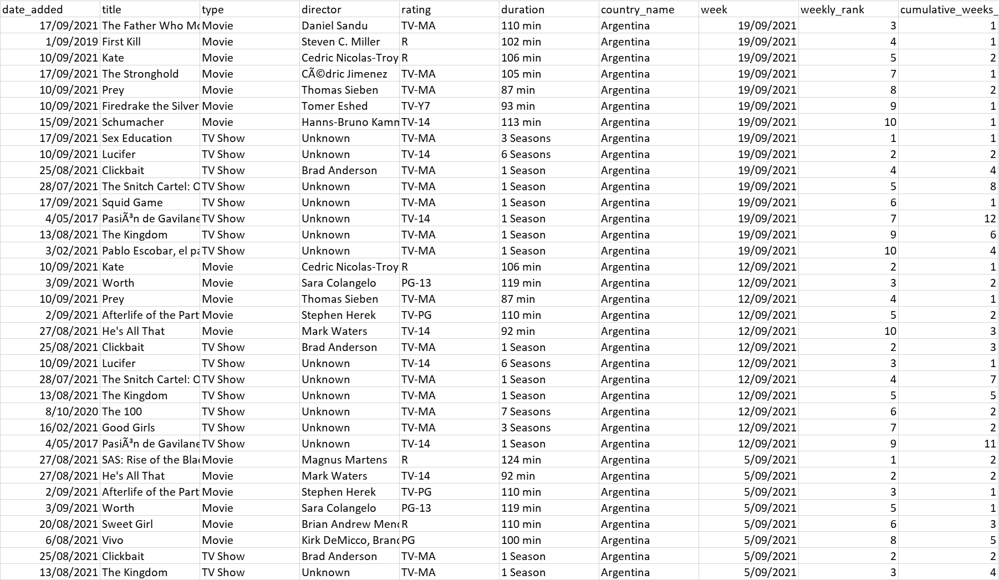 date_added title type director rating duration country_name week weekly_rank cumulative_weeks_
17/09/2021 The Father Who Mo Movie Daniel Sandu TV-MA 110 min Argentina 19/09/2021 3 1
1/09/2019 First Kill Movie Steven C. Miller R 102 min Argentina 19/09/2021 4 1
10/09/2021 Kate Movie Cedric Nicolas-Troy R 106 min Argentina 19/09/2021 5 2
17/09/2021 The Stronghold Movie CÃ©dric Jimenez TV-MA 105 min Argentina 19/09/2021 7 1
10/09/2021 Prey Movie Thomas Sieben TV-MA 87 min Argentina 19/09/2021 8 2
10/09/2021 Firedrake the Silver Movie Tomer Eshed TV-Y7 93 min Argentina 19/09/2021 9 1
15/09/2021 Schumacher Movie Hanns-Bruno Kamm TV-14 113 min Argentina 19/09/2021 10 1
17/09/2021 Sex Education TV Show Unknown TV-MA 3 Seasons Argentina 19/09/2021 1 1
10/09/2021 Lucifer TV Show Unknown TV-14 6 Seasons Argentina 19/09/2021 2 2
25/08/2021 Clickbait TV Show Brad Anderson TV-MA 1 Season Argentina 19/09/2021 4 4
28/07/2021 The Snitch Cartel: O TV Show Unknown TV-MA 1 Season Argentina 19/09/2021 5 8
17/09/2021 Squid Game TV Show Unknown TV-MA 1 Season Argentina 19/09/2021 6 1
4/05/2017 PasiÃ³n de Gavilane TV Show Unknown TV-14 1 Season Argentina 19/09/2021 7 12
13/08/2021 The Kingdom TV Show Unknown TV-MA 1 Season Argentina 19/09/2021 9 6
3/02/2021 Pablo Escobar, el pa TV Show Unknown TV-MA 1 Season Argentina 19/09/2021 10 4
10/09/2021 Kate Movie Cedric Nicolas-Troy R 106 min Argentina 12/09/2021 2 1
3/09/2021 Worth Movie Sara Colangelo PG-13 119 min Argentina 12/09/2021 3 2
10/09/2021 Prey Movie Thomas Sieben TV-MA 87 min Argentina 12/09/2021 4 1
2/09/2021 Afterlife of the Part Movie Stephen Herek TV-PG 110 min Argentina 12/09/2021 5 2
27/08/2021 He's All That Movie Mark Waters TV-14 92 min Argentina 12/09/2021 10 3
25/08/2021 Clickbait TV Show Brad Anderson TV-MA 1 Season Argentina 12/09/2021 2 3
10/09/2021 Lucifer TV Show Unknown TV-14 6 Seasons Argentina 12/09/2021 3 1
28/07/2021 The Snitch Cartel: O TV Show Unknown TV-MA 1 Season Argentina 12/09/2021 4 7
13/08/2021 The Kingdom TV Show Unknown TV-MA 1 Season Argentina 12/09/2021 5 5
8/10/2020 The 100 TV Show Unknown TV-MA 7 Seasons Argentina 12/09/2021 6 2
16/02/2021 Good Girls TV Show Unknown TV-MA 3 Seasons Argentina 12/09/2021 7 2
4/05/2017 PasiÃ³n de Gavilane TV Show Unknown TV-14 1 Season Argentina 12/09/2021 9 11
27/08/2021 SAS: Rise of the Blac Movie Magnus Martens R 124 min Argentina 5/09/2021 1 2
27/08/2021 He's All That Movie Mark Waters TV-14 92 min Argentina 5/09/2021 2 2
2/09/2021 Afterlife of the Part Movie Stephen Herek TV-PG 110 min Argentina 5/09/2021 3 1
3/09/2021 Worth Movie Sara Colangelo PG-13 119 min Argentina 5/09/2021 5 1
20/08/2021 Sweet Girl Movie Brian Andrew Mend R 110 min Argentina 5/09/2021 6 3
6/08/2021 Vivo Movie Kirk DeMicco, Brand PG 100 min Argentina 5/09/2021 8 5
25/08/2021 Clickbait TV Show Brad Anderson TV-MA 1 Season Argentina 5/09/2021 2 2
13/08/2021 The Kingdom TV Show Unknown TV-MA 1 Season Argentina 5/09/2021 3 4